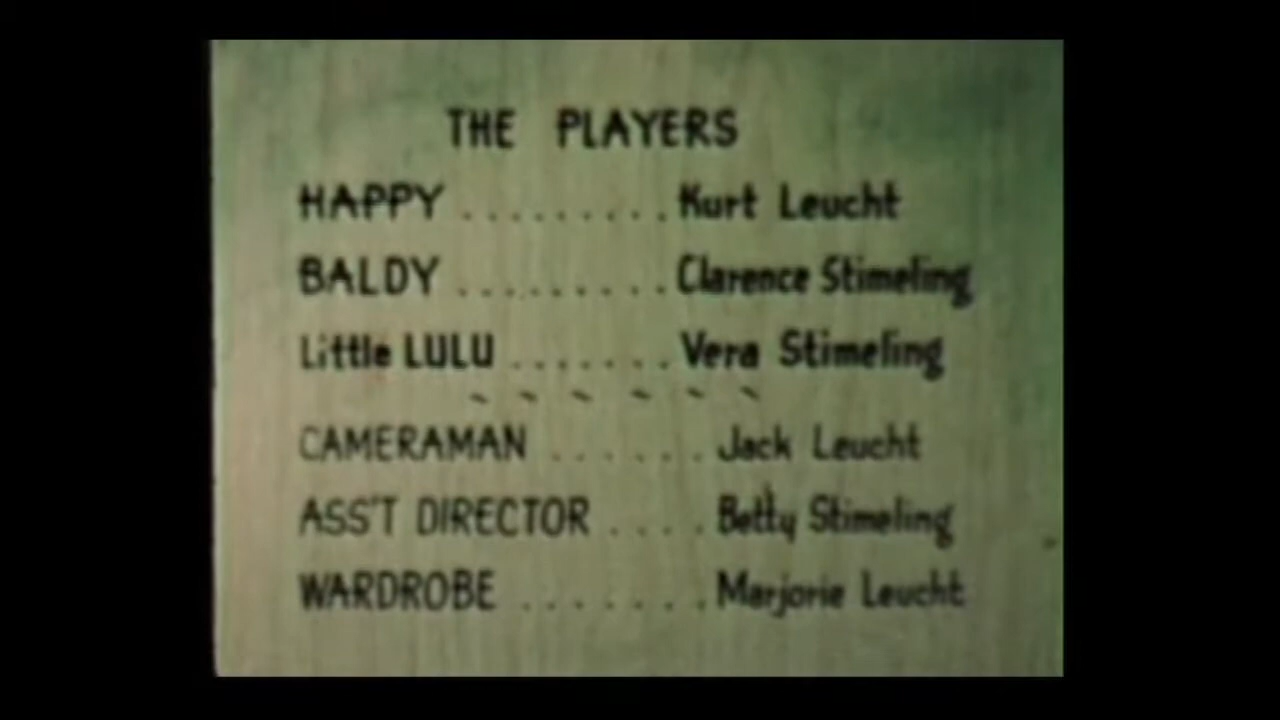 THE PLAYERS
HAPPY ......... Kurt Leucht
BALDY ......... Clarence Stimeling
Little LULU ....... Vera Stimeling
~ ~ ~ ~ ~ ~
CAMERAMAN ...... Jack Leucht
ASS'T DIRECTOR .... Betty Stimeling
WARDROBE ....... Marjorie Leucht